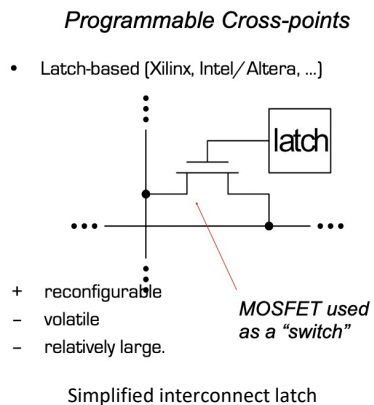 Programmable Cross-points
• Latch-based (Xilinx, Intel/Altera, ...)
latch
+ reconfigurable
– volatile
– relatively large.
MOSFET used
as a “switch”
Simplified interconnect latch